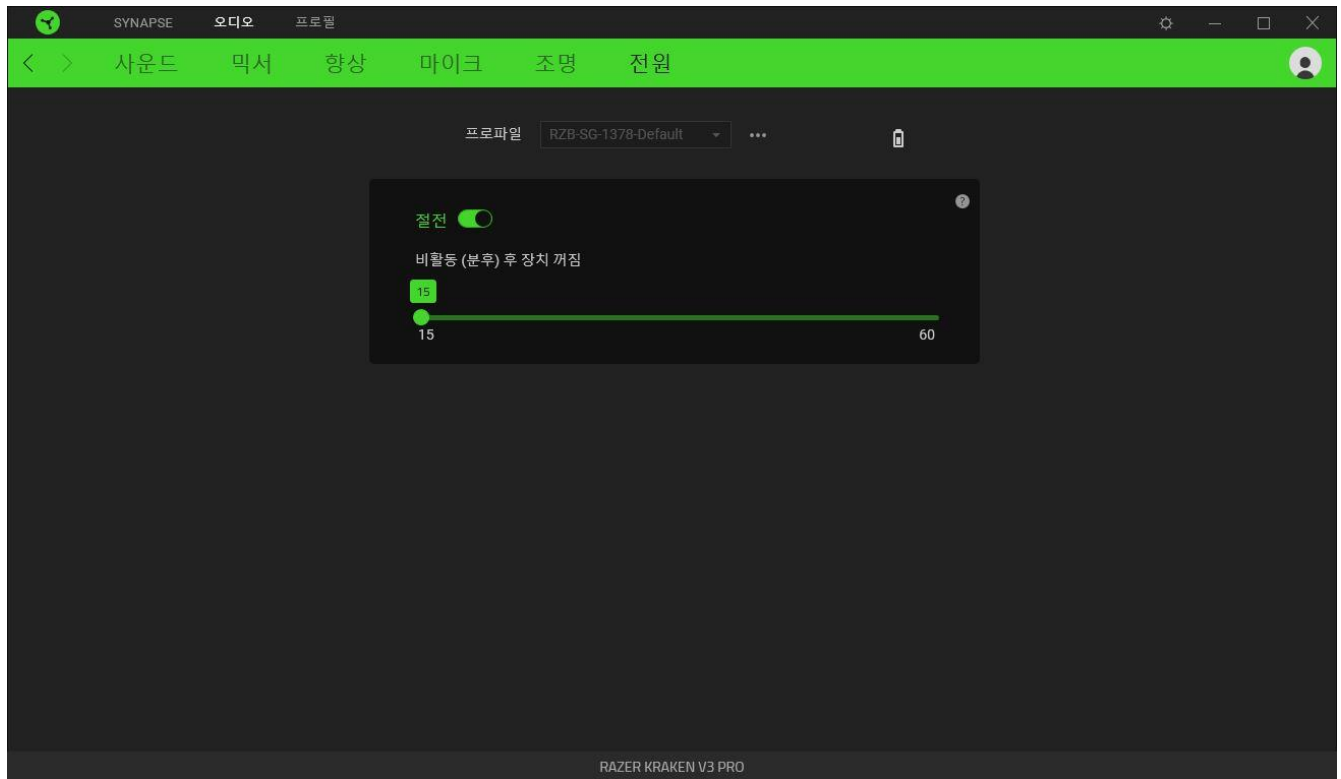 SYNAPSE 오디오 프로필
사운드 믹서 향상 마이크 조명 전원
프로파일 RZB-SG-1378-Default
절전
?
비활동 (분후) 후 장치 꺼짐
15
15 60
RAZER KRAKEN V3 PRO